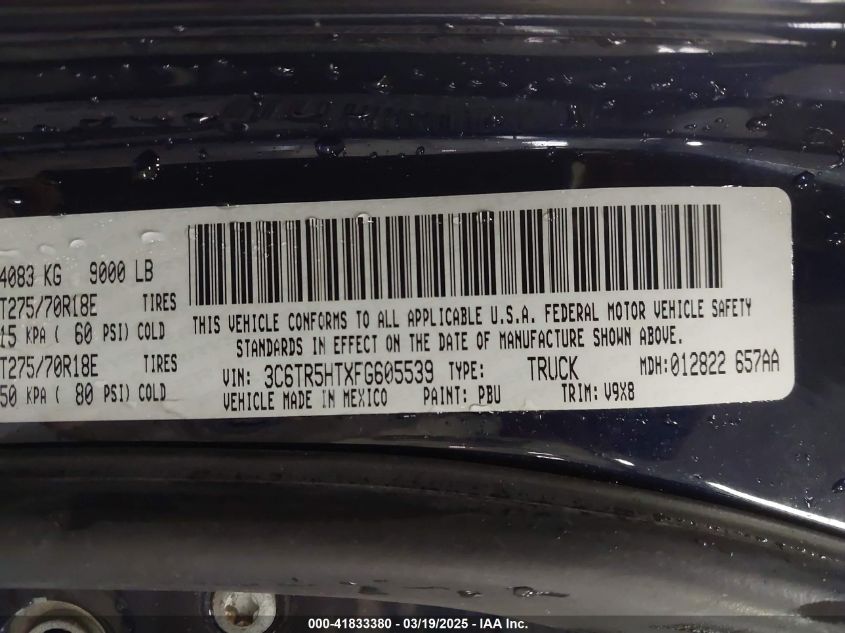 4083 KG 9000 LB
T275/70R18E TIRES
15 KPA ( 60 PSI) COLD
T275/70R18E TIRES
50 KPA ( 80 PSI) COLD
THIS VEHICLE CONFORMS TO ALL APPLICABLE U.S.A. FEDERAL MOTOR VEHICLE SAFETY
STANDARDS IN EFFECT ON THE DATE OF MANUFACTURE SHOWN ABOVE.
VIN: 3C6TR5HTXFG605539 TYPE: TRUCK MDH: 012822 657AA
VEHICLE MADE IN MEXICO PAINT: PBU TRIM: V9X8
000-41833380 - 03/19/2025 - IAA Inc.